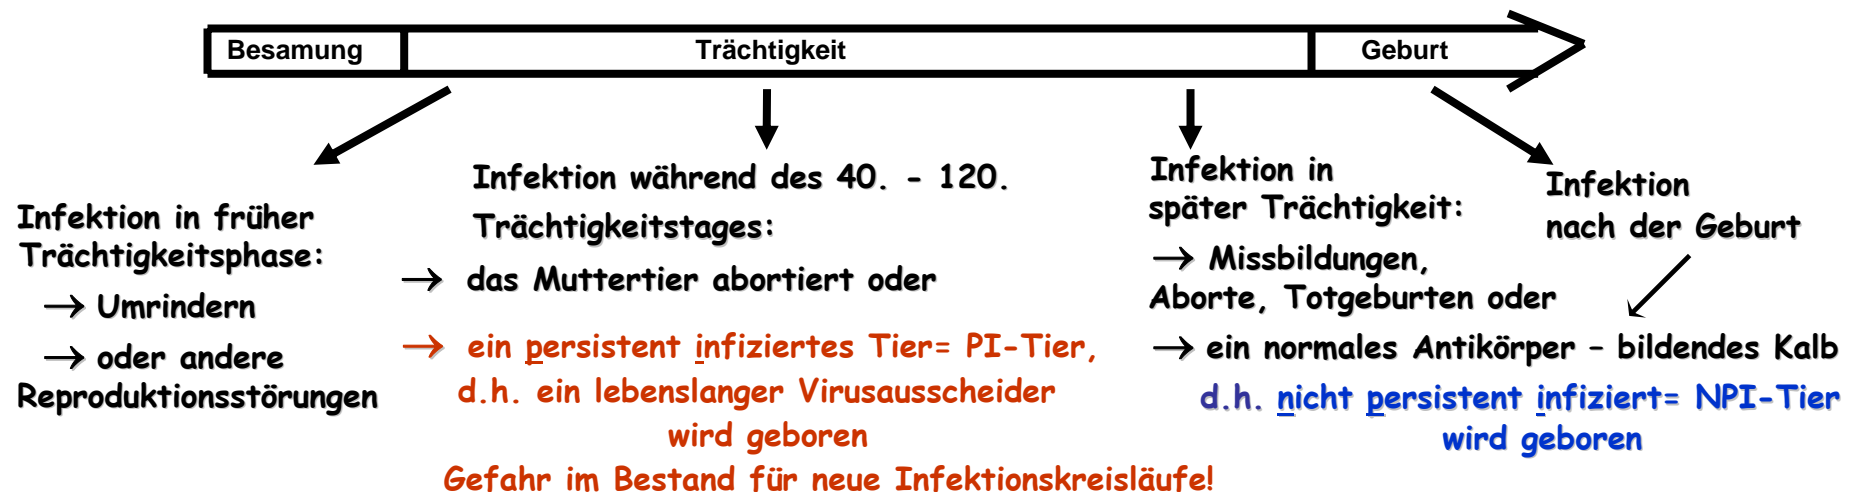 Besamung
Trächtigkeit
Geburt
Infektion in früher
Trächtigkeitsphase:
→ Umrindern
→ oder andere
Reproduktionsstörungen
Infektion während des 40. - 120.
Trächtigkeitstages:
→ das Muttertier abortiert oder
→ ein persistent infiziertes Tier= PI-Tier,
d.h. ein lebenslanger Virusausscheider
wird geboren
Gefahr im Bestand für neue Infektionskreisläufe!
Infektion in
später Trächtigkeit:
→ Missbildungen,
Aborte, Totgeburten oder
→ ein normales Antikörper – bildendes Kalb
d.h. nicht persistent infiziert= NPI-Tier
wird geboren
Infektion
nach der Geburt